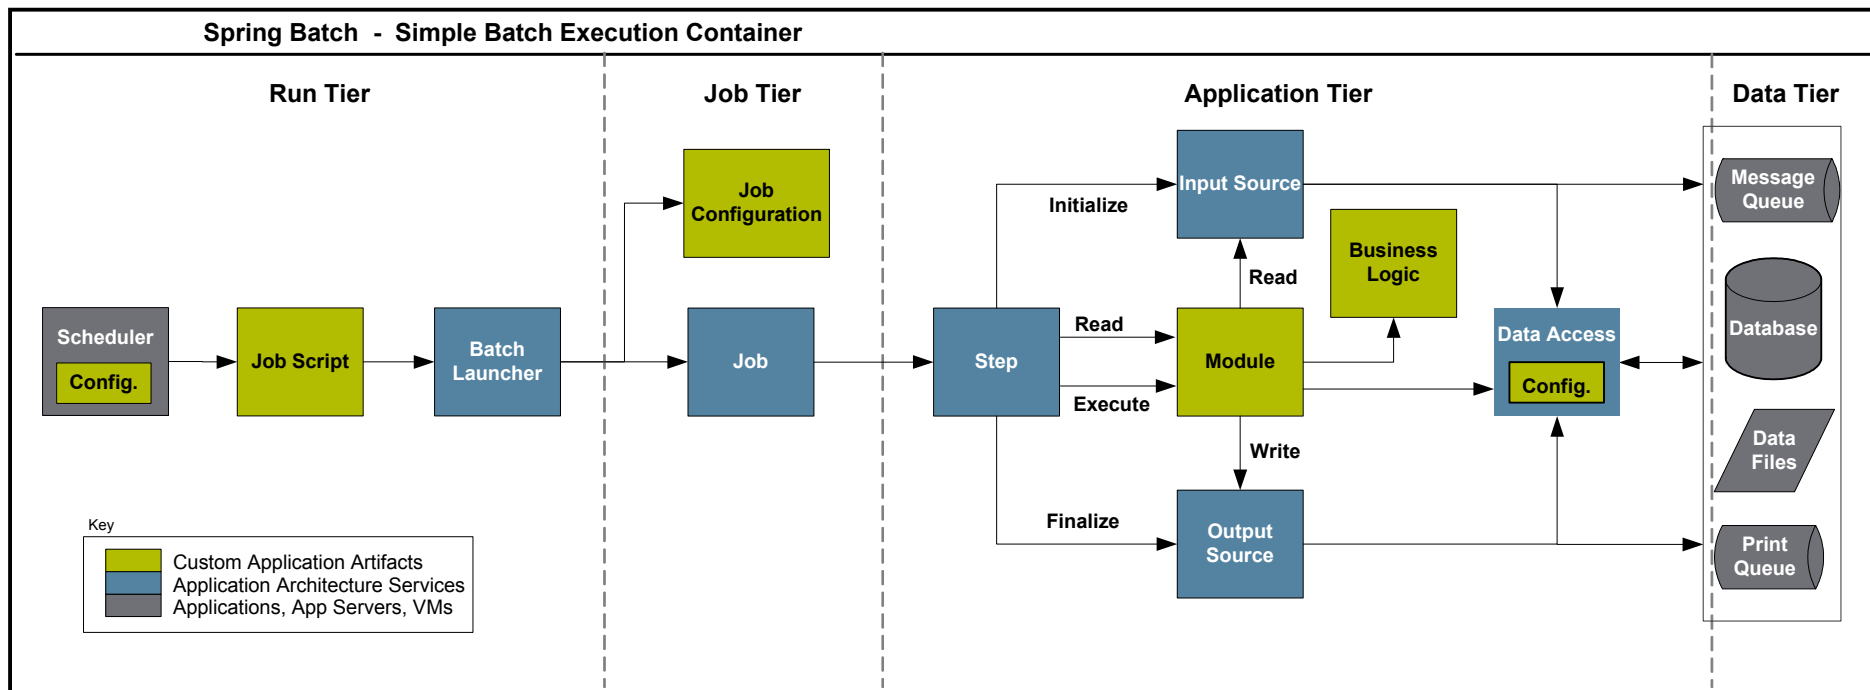 Spring Batch - Simple Batch Execution Container
Run Tier
Job Tier
Application Tier
Data Tier
Scheduler
Config.
Job Script
Batch
Launcher
Job
Configuration
Job
Step
Initialize
Read
Execute
Finalize
Input Source
Read
Module
Write
Output
Source
Business
Logic
Data Access
Config.
Message
Queue
Database
Data
Files
Print
Queue
Key
Custom Application Artifacts
Application Architecture Services
Applications, App Servers, VMs